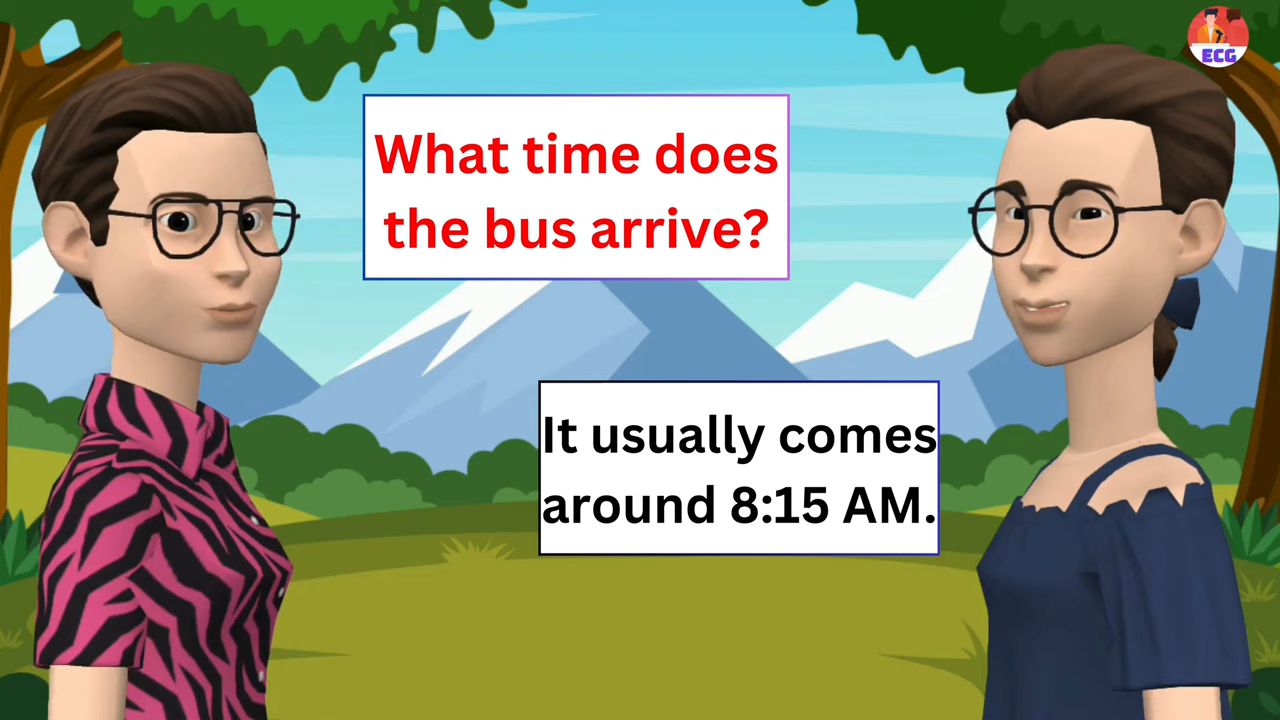 ECG
What time does
the bus arrive?
It usually comes
around 8:15 AM.